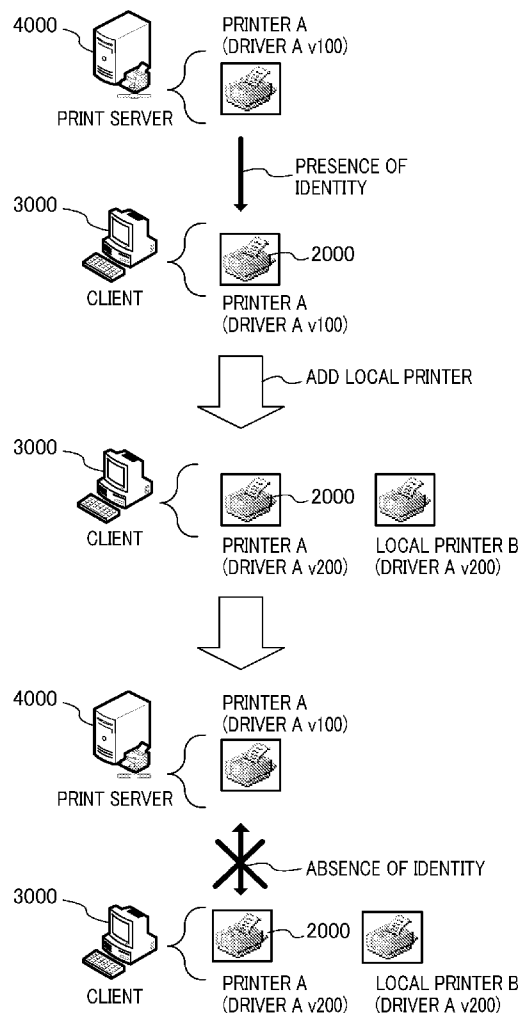 4000
PRINTER A
(DRIVER A v100)
PRINT SERVER
PRESENCE OF
IDENTITY
3000
2000
CLIENT
PRINTER A
(DRIVER A v100)
ADD LOCAL PRINTER
3000
2000
CLIENT
PRINTER A
(DRIVER A v200)
LOCAL PRINTER B
(DRIVER A v200)
4000
PRINTER A
(DRIVER A v100)
PRINT SERVER
ABSENCE OF IDENTITY
3000
2000
CLIENT
PRINTER A
(DRIVER A v200)
LOCAL PRINTER B
(DRIVER A v200)